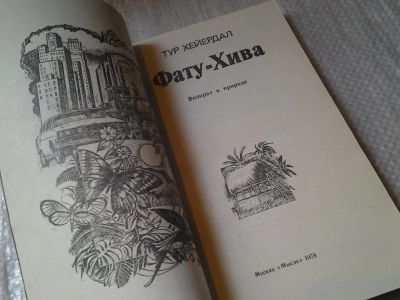 ТУР ХЕЙЕРДАЛ
Фату-Хива
Возврат к природе
Москва «Мысль» 1978